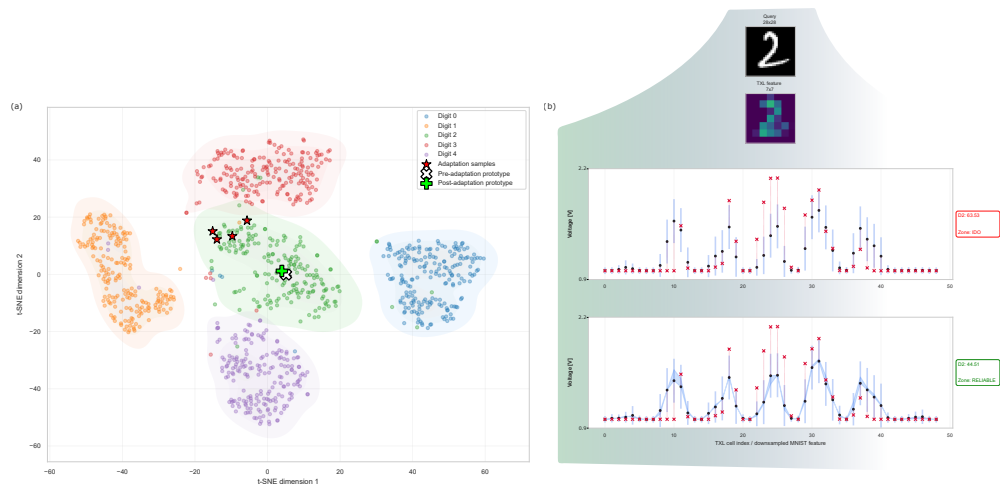 (a)
Digit 0
Digit 1
Digit 2
Digit 3
Digit 4
Adaptation samples
Pre-adaptation prototype
Post-adaptation prototype
40
20
0
−20
−40
−60
t-SNE dimension 2
−60
−40
−20
0
20
40
60
t-SNE dimension 1
(b)
Query
28x28
TXL feature
7x7
2.2
0.9
Voltage [V]
0
10
20
30
40
50
D2: 63.53
Zone: IDO
2.2
0.9
Voltage [V]
0
10
20
30
40
50
TXL cell index / downsampled MNIST feature
D2: 44.51
Zone: RELIABLE